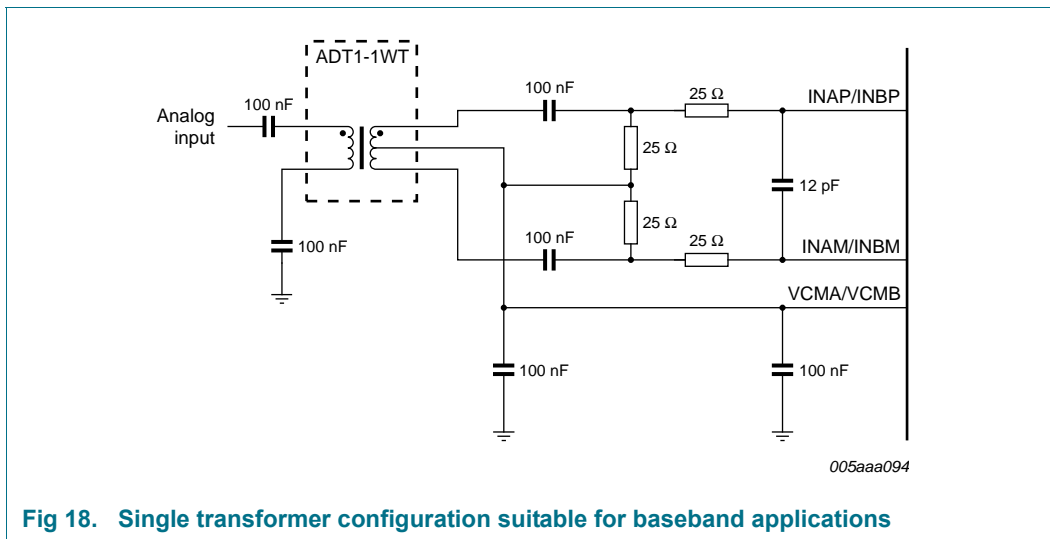 ADT1-1WT
100 nF
Analog
input
100 nF
100 nF
25 Ω
INAP/INBP
25 Ω
12 pF
25 Ω
100 nF
25 Ω
INAM/INBM
VCMA/VCMB
100 nF
100 nF
005aaa094
Fig 18. Single transformer configuration suitable for baseband applications